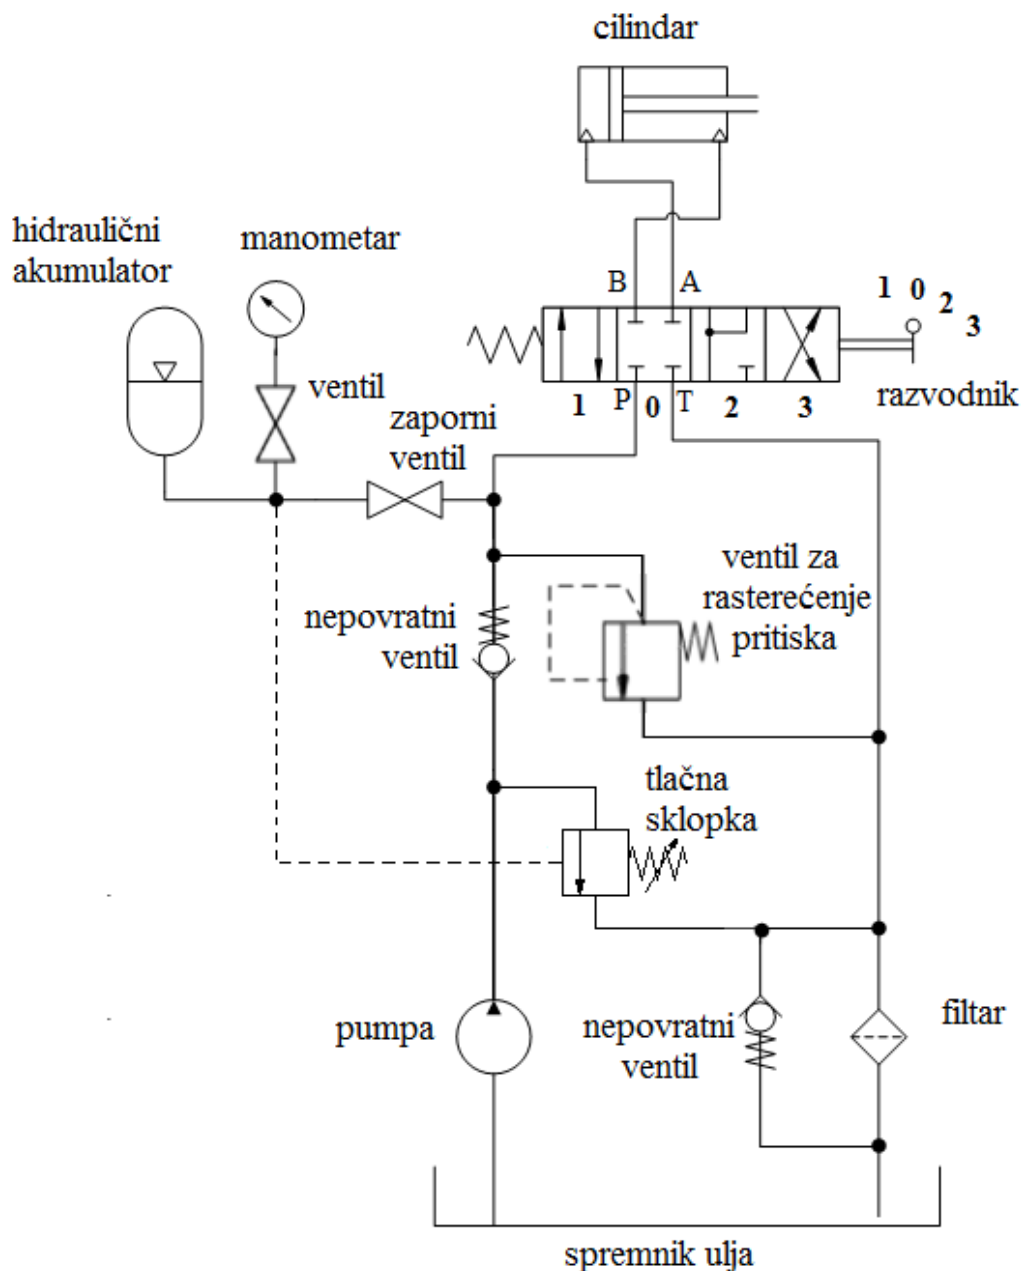 cilindar
hidraulični
akumulator
manometar
B A
1 0 2 3
ventil
1 P 0 T 2 3
razvodnik
zaporni
ventil
ventil za
rasterećenje
pritiska
nepovratni
ventil
tlačna
sklopka
pumpa
nepovratni
ventil
filtar
spremnik ulja